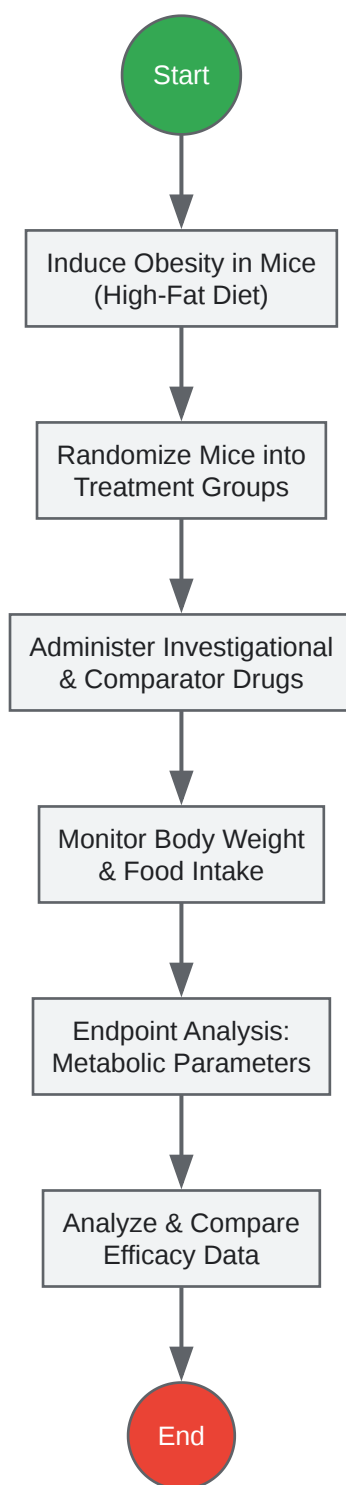 Start
Induce Obesity in Mice
(High-Fat Diet)
Randomize Mice into
Treatment Groups
Administer Investigational
& Comparator Drugs
Monitor Body Weight
& Food Intake
Endpoint Analysis:
Metabolic Parameters
Analyze & Compare
Efficacy Data
End